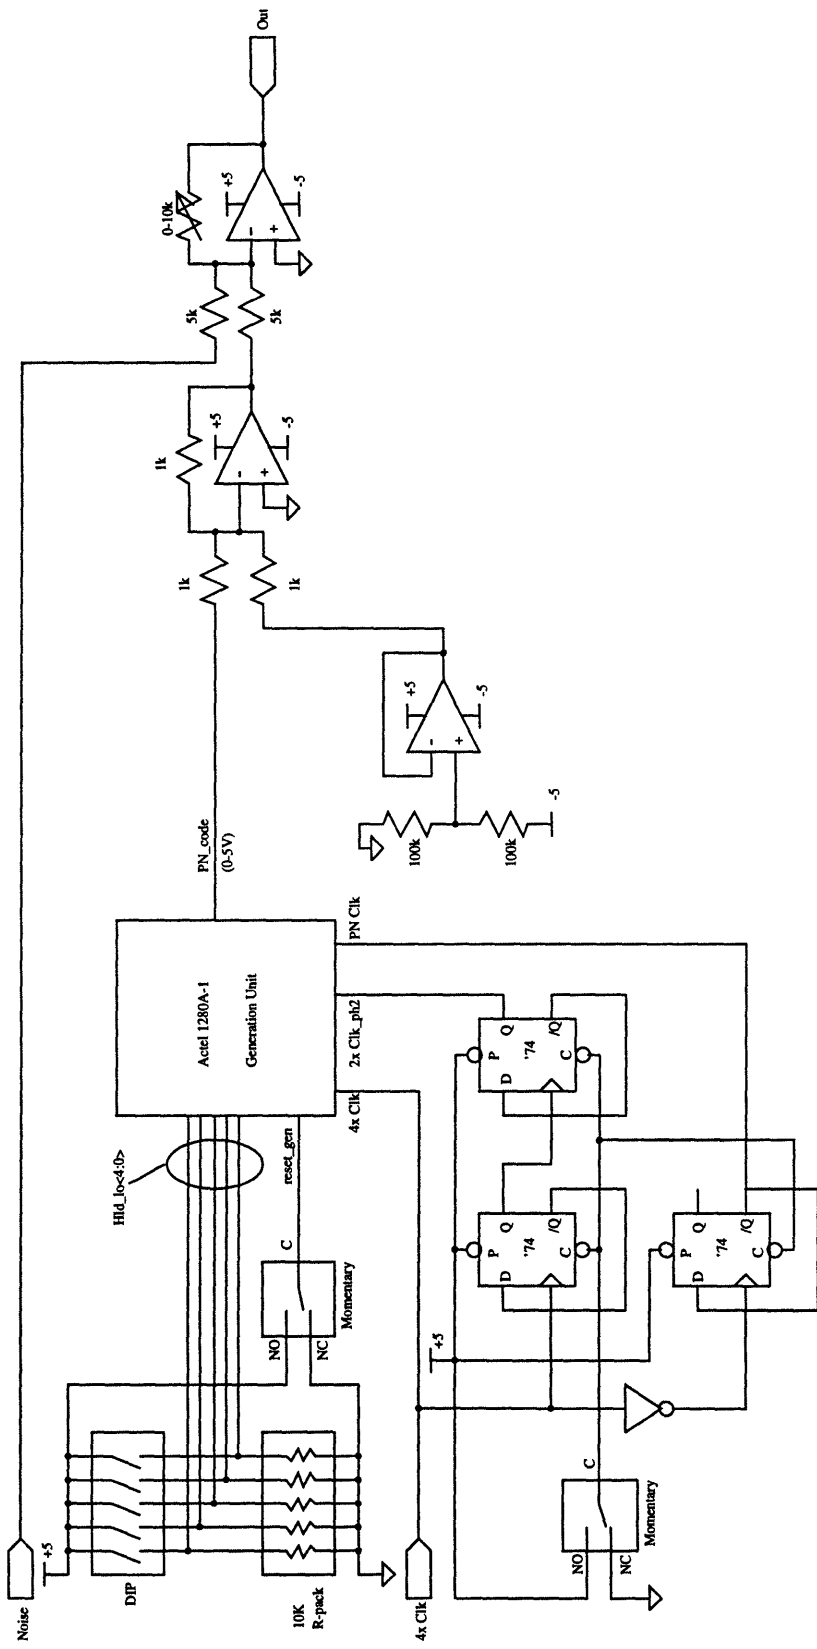 Noise
+5
DIP
10K
R-pack
4x Clk
Hld_lo<4:0>
NO
NC
C
Momentary
reset_gen
Actel 1280A-1
Generation Unit
4x Clk
2x Clk_ph2
PN Clk
PN_code
(0-5V)
NO
NC
C
Momentary
+5
P
D
Q
'74
C
/Q
P
D
Q
'74
C
/Q
P
D
Q
'74
C
/Q
100k
100k
-5
-
+
+5
-5
1k
1k
1k
-
+
+5
-5
5k
5k
0-10k
-
+
+5
-5
Out